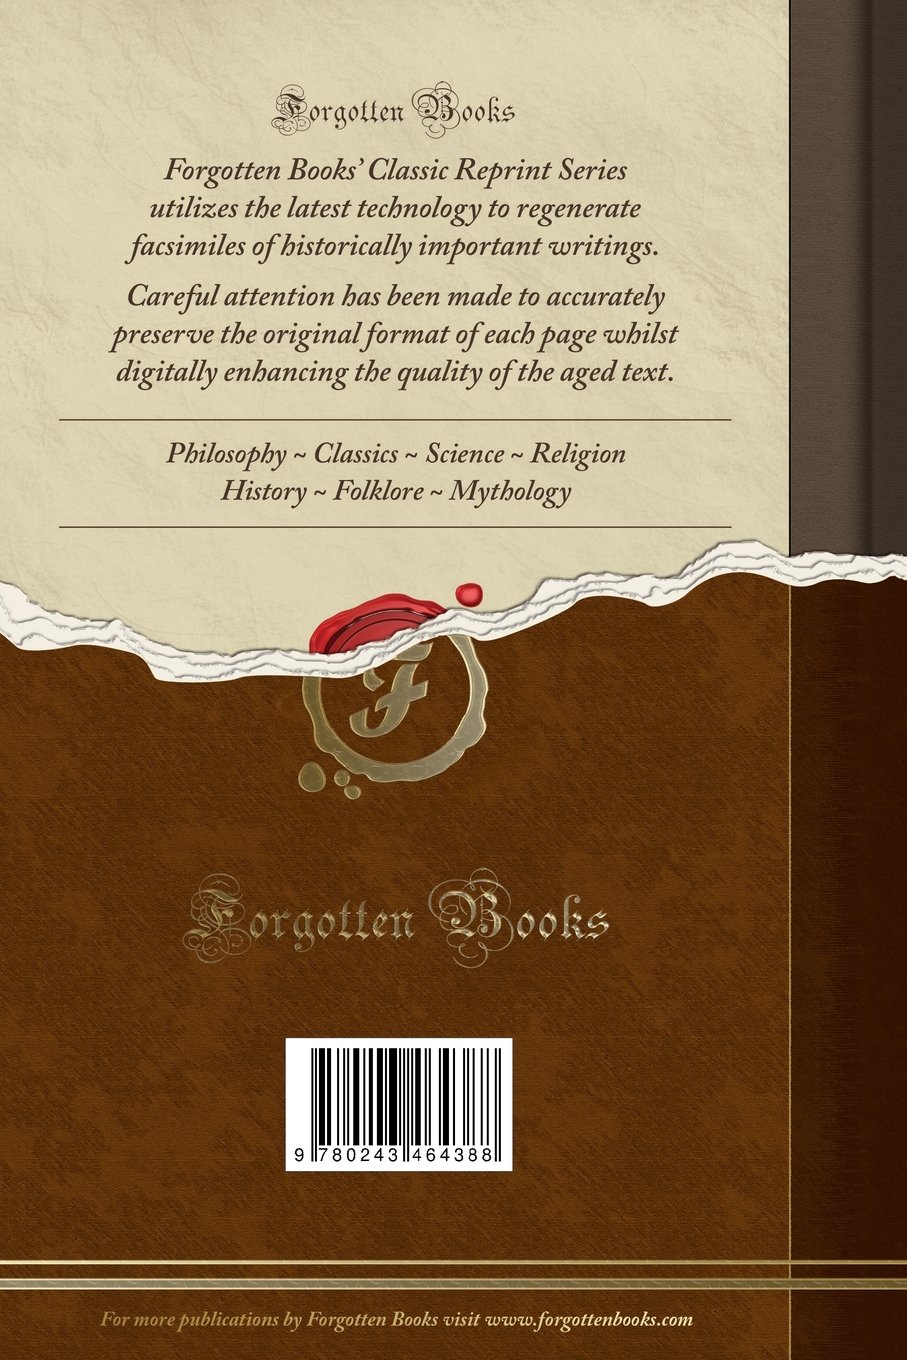 Forgotten Books
Forgotten Books’ Classic Reprint Series
utilizes the latest technology to regenerate
facsimiles of historically important writings.
Careful attention has been made to accurately
preserve the original format of each page whilst
digitally enhancing the quality of the aged text.
Philosophy ~ Classics ~ Science ~ Religion
History ~ Folklore ~ Mythology
F
Forgotten Books
9 780243 464388
For more publications by Forgotten Books visit www.forgottenbooks.com